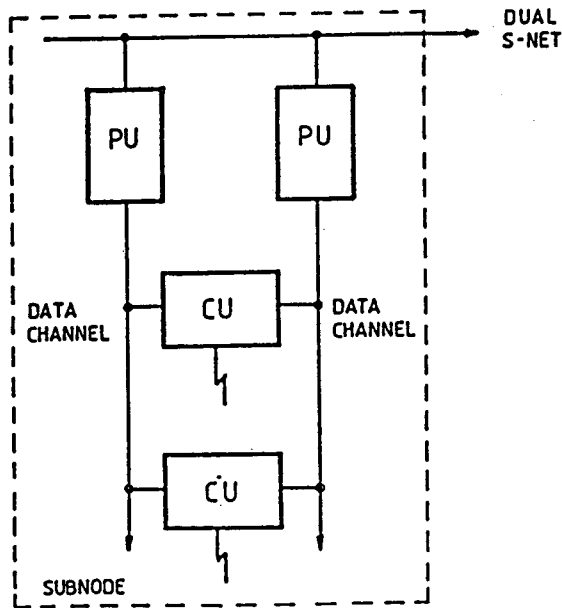 DUAL
S-NET
PU
PU
DATA
CHANNEL
CU
DATA
CHANNEL
CU
SUBNODE